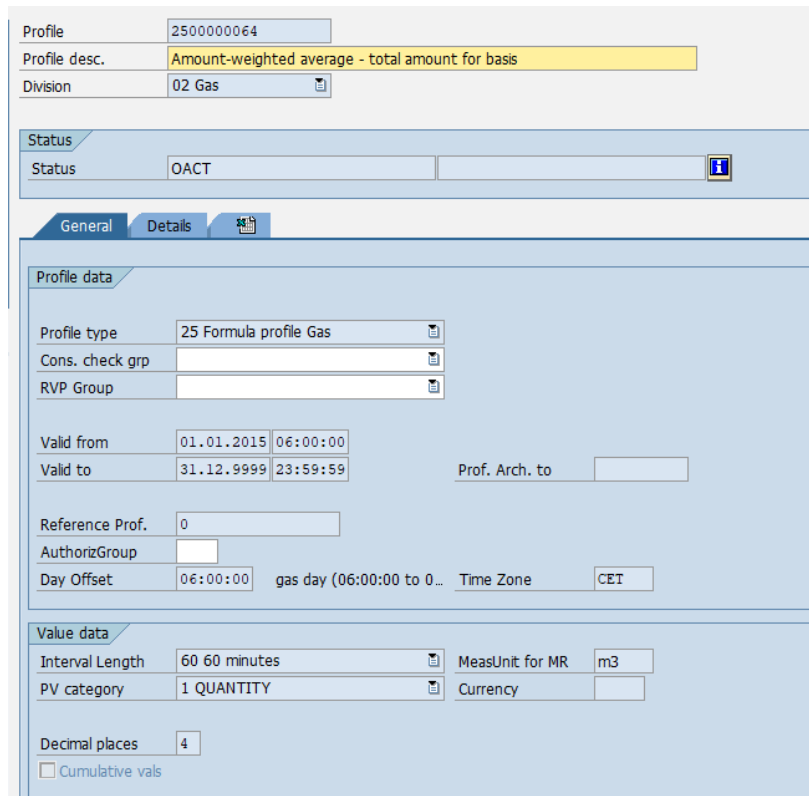 Profile 2500000064
Profile desc. Amount-weighted average - total amount for basis
Division 02 Gas
Status
Status OACT
General Details
Profile data
Profile type 25 Formula profile Gas
Cons. check grp
RVP Group
Valid from 01.01.2015 06:00:00
Valid to 31.12.9999 23:59:59 Prof. Arch. to
Reference Prof. 0
AuthorizGroup
Day Offset 06:00:00 gas day (06:00:00 to 0... Time Zone CET
Value data
Interval Length 60 60 minutes MeasUnit for MR m3
PV category 1 QUANTITY Currency
Decimal places 4
Cumulative vals